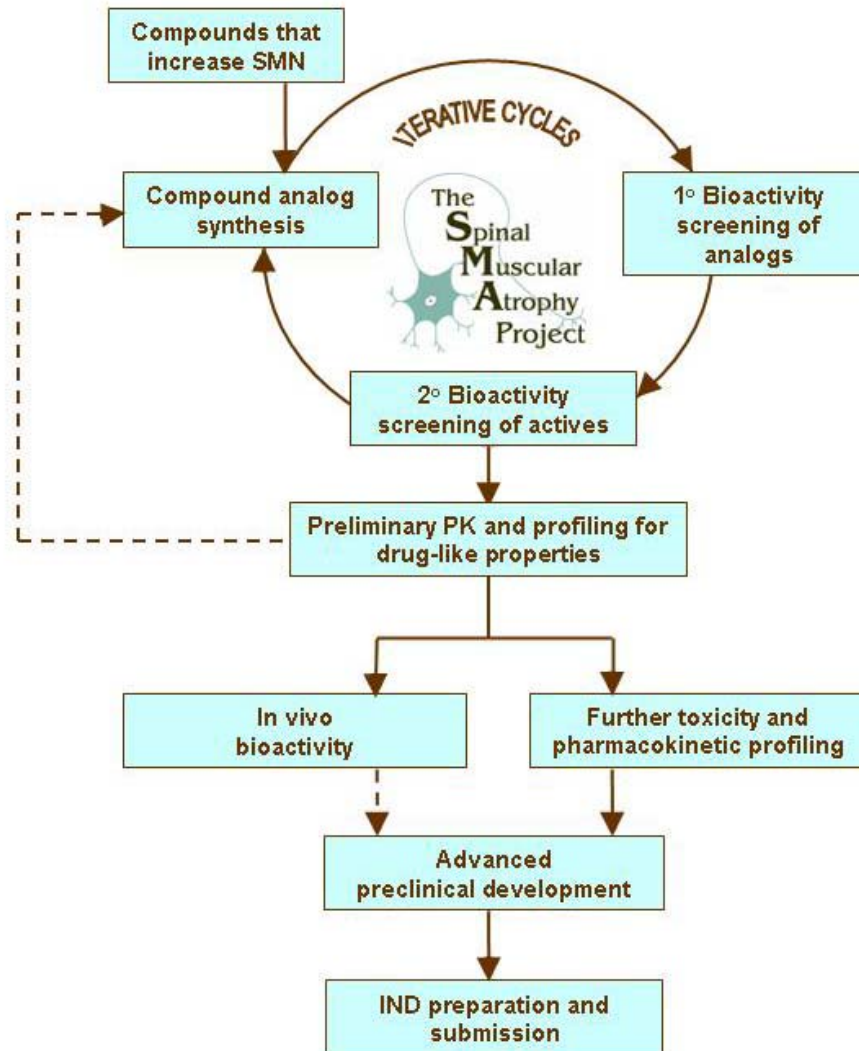 Compounds that
increase SMN
ITERATIVE CYCLES
Compound analog
synthesis
The
Spinal
Muscular
Atrophy
Project
1o Bioactivity
screening of
analogs
2o Bioactivity
screening of actives
Preliminary PK and profiling for
drug-like properties
In vivo
bioactivity
Further toxicity and
pharmacokinetic profiling
Advanced
preclinical development
IND preparation and
submission